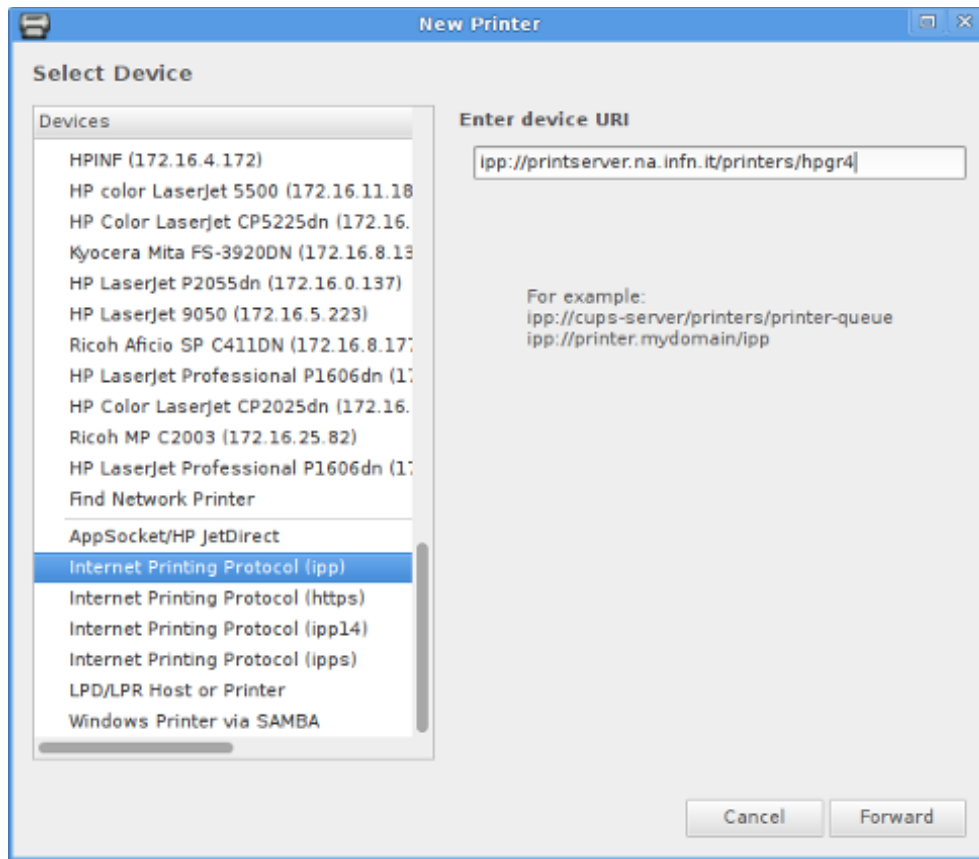 New Printer
Select Device
Devices
HPINF (172.16.4.172)
HP color LaserJet 5500 (172.16.11.18
HP Color LaserJet CP5225dn (172.16.
Kyocera Mita FS-3920DN (172.16.8.13
HP LaserJet P2055dn (172.16.0.137)
HP LaserJet 9050 (172.16.5.223)
Ricoh Aficio SP C411DN (172.16.8.177
HP LaserJet Professional P1606dn (17
HP Color LaserJet CP2025dn (172.16.
Ricoh MP C2003 (172.16.25.82)
HP LaserJet Professional P1606dn (17
Find Network Printer
AppSocket/HP JetDirect
Internet Printing Protocol (ipp)
Internet Printing Protocol (https)
Internet Printing Protocol (ipp14)
Internet Printing Protocol (ipps)
LPD/LPR Host or Printer
Windows Printer via SAMBA
Enter device URI
ipp://printserver.na.infn.it/printers/hpgr4
For example:
ipp://cups-server/printers/printer-queue
ipp://printer.mydomain/ipp
Cancel
Forward